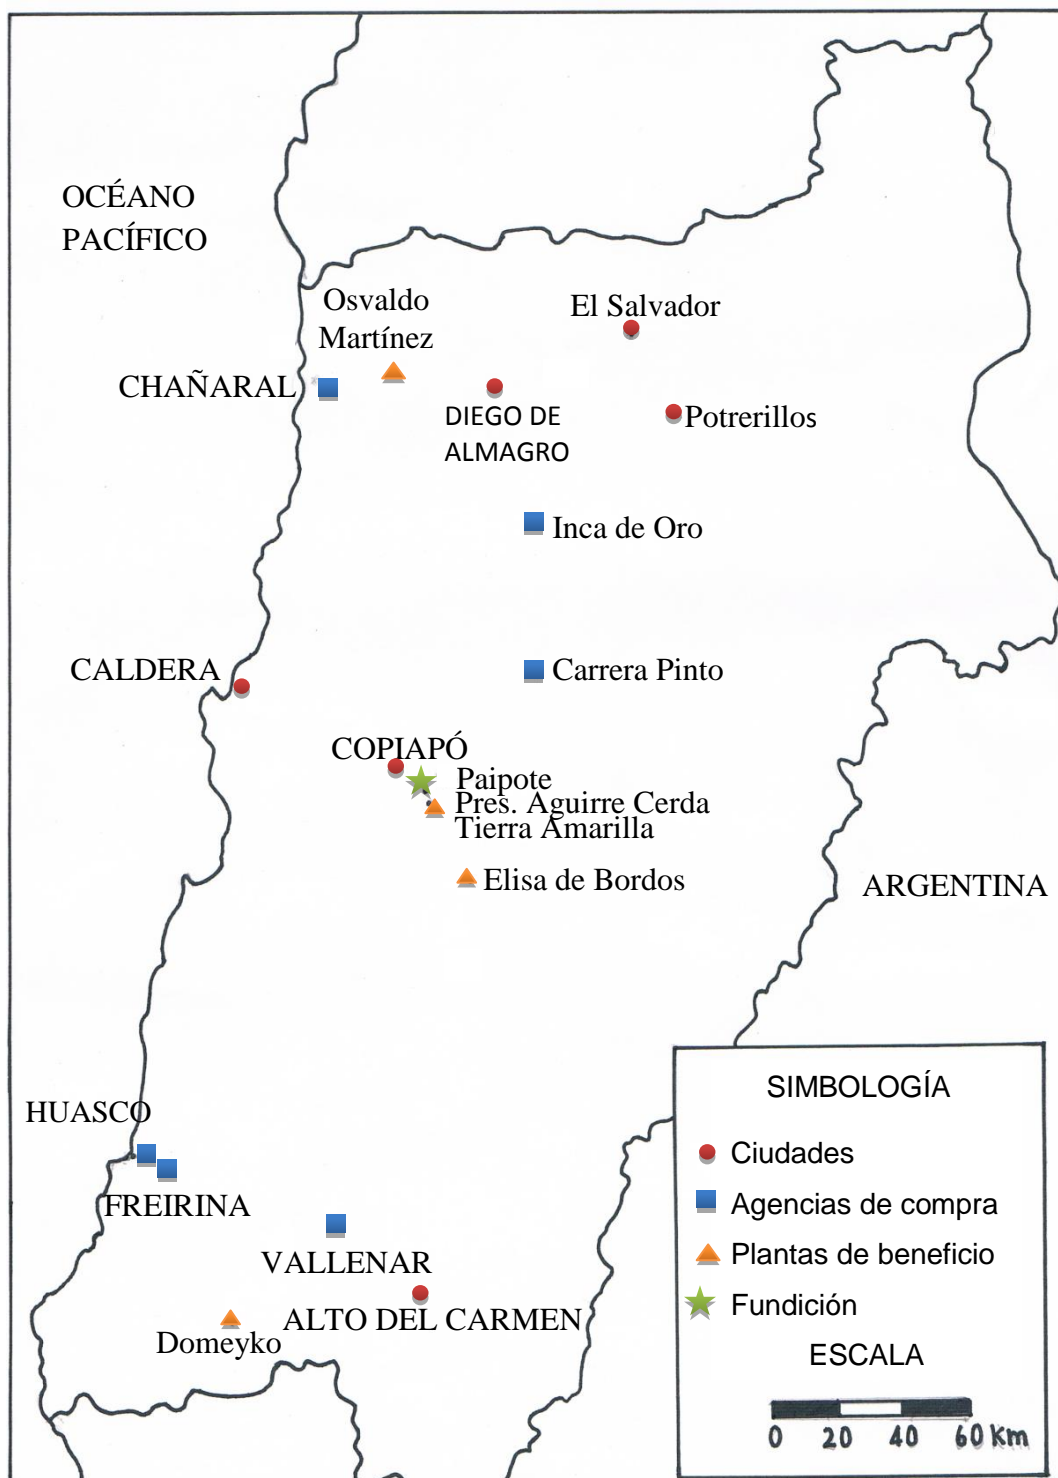 OCÉANO
PACÍFICO
Osvaldo
Martínez
El Salvador
CHAÑARAL
DIEGO DE
ALMAGRO
Potrerillos
Inca de Oro
CALDERA
Carrera Pinto
COPIAPÓ
Paipote
Pres. Aguirre Cerda
Tierra Amarilla
Elisa de Bordos
ARGENTINA
HUASCO
FREIRINA
VALLENAR
ALTO DEL CARMEN
Domeyko
SIMBOLOGÍA
Ciudades
Agencias de compra
Plantas de beneficio
Fundición
ESCALA
0 20 40 60 Km